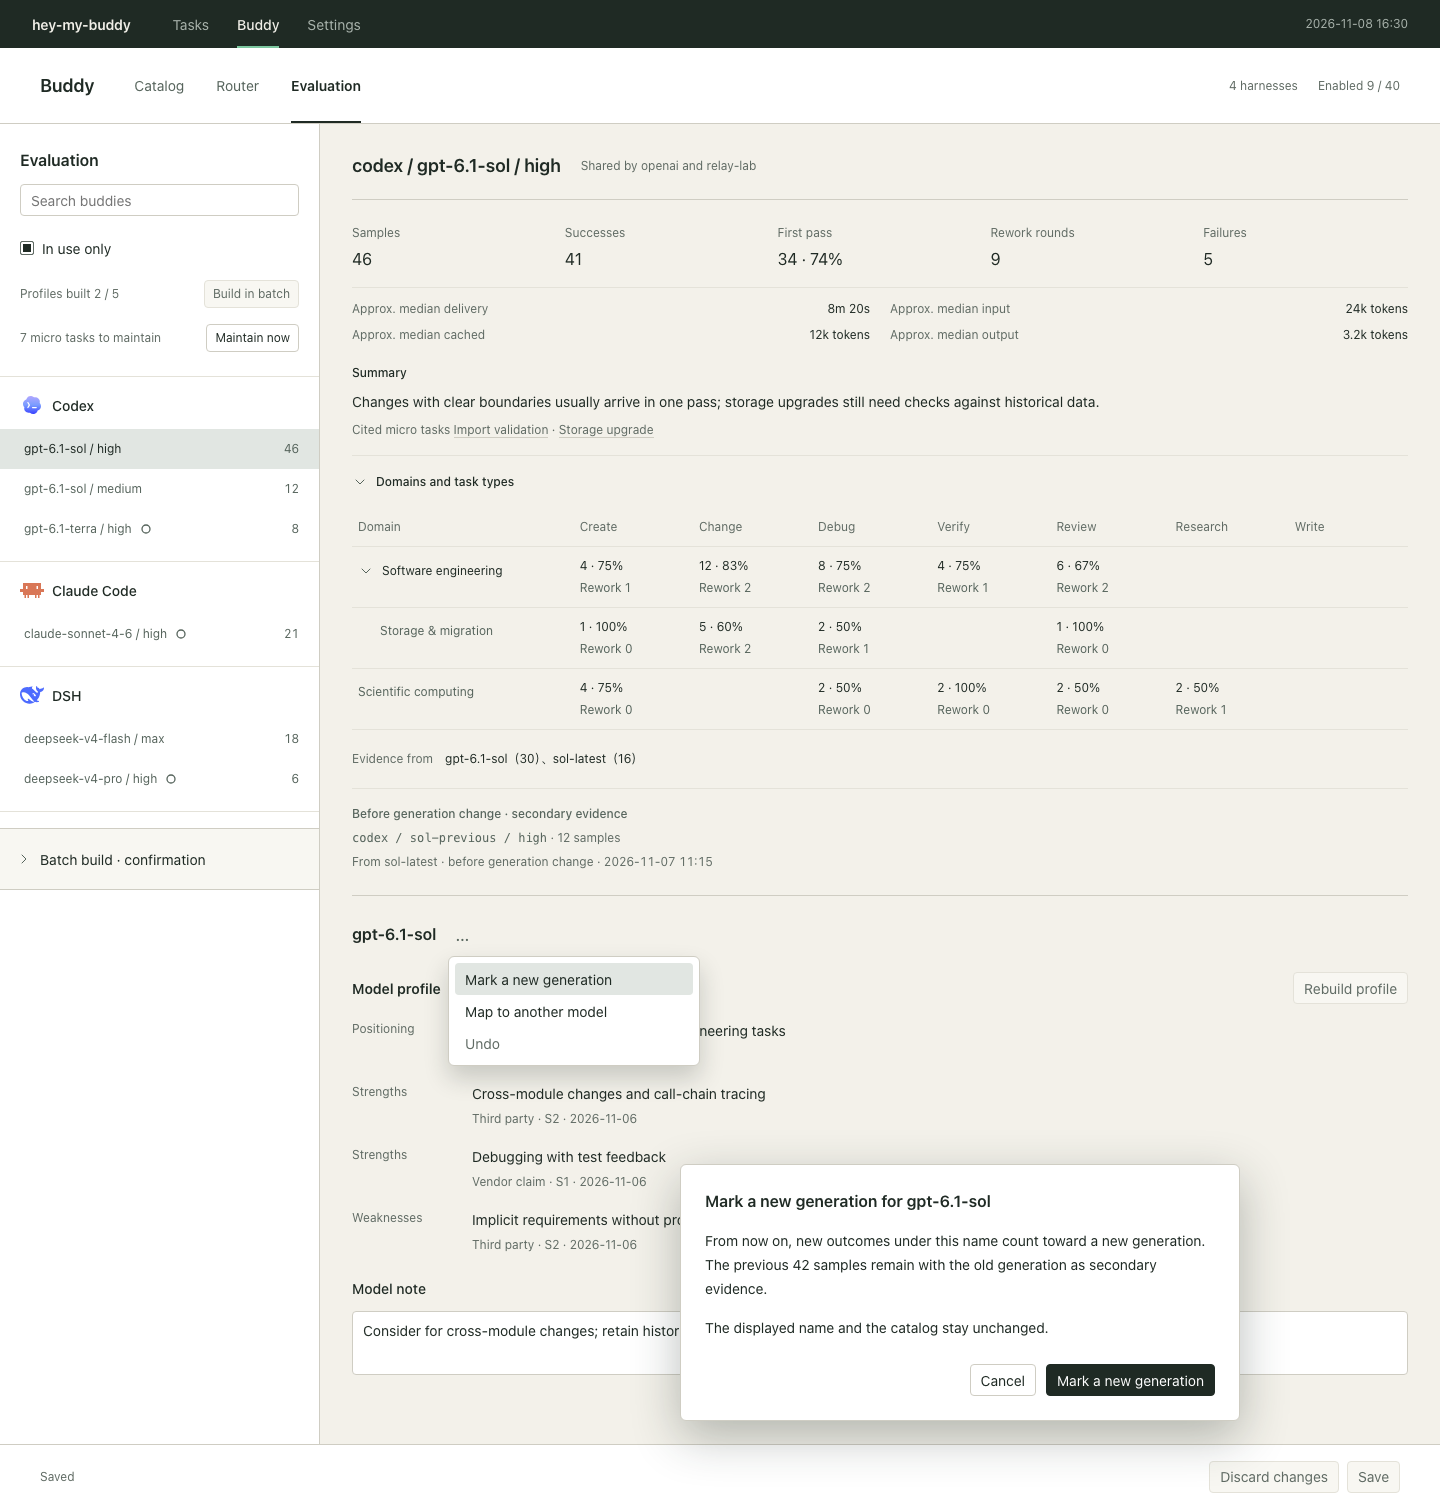 hey-my-buddy Tasks Buddy Settings 2026-11-08 16:30
Buddy Catalog Router Evaluation 4 harnesses Enabled 9 / 40
Evaluation
Search buddies
In use only
Profiles built 2 / 5 Build in batch
7 micro tasks to maintain Maintain now
Codex
gpt-6.1-sol / high 46
gpt-6.1-sol / medium 12
gpt-6.1-terra / high 8
Claude Code
claude-sonnet-4-6 / high 21
DSH
deepseek-v4-flash / max 18
deepseek-v4-pro / high 6
Batch build · confirmation
codex / gpt-6.1-sol / high Shared by openai and relay-lab
Samples Successes First pass Rework rounds Failures
46 41 34 · 74% 9 5
Approx. median delivery 8m 20s Approx. median input 24k tokens
Approx. median cached 12k tokens Approx. median output 3.2k tokens
Summary
Changes with clear boundaries usually arrive in one pass; storage upgrades still need checks against historical data.
Cited micro tasks Import validation · Storage upgrade
Domains and task types
Domain Create Change Debug Verify Review Research Write
Software engineering 4 · 75% 12 · 83% 8 · 75% 4 · 75% 6 · 67%
Rework 1 Rework 2 Rework 2 Rework 1 Rework 2
Storage & migration 1 · 100% 5 · 60% 2 · 50% 1 · 100%
Rework 0 Rework 2 Rework 1 Rework 0
Scientific computing 4 · 75% 2 · 50% 2 · 100% 2 · 50% 2 · 50%
Rework 0 Rework 0 Rework 0 Rework 0 Rework 1
Evidence from gpt-6.1-sol (30)、sol-latest (16)
Before generation change · secondary evidence
codex / sol-previous / high · 12 samples
From sol-latest · before generation change · 2026-11-07 11:15
gpt-6.1-sol ...
Mark a new generation
Map to another model
Undo
Model profile Rebuild profile
Positioning neering tasks
Strengths Cross-module changes and call-chain tracing
Third party · S2 · 2026-11-06
Strengths Debugging with test feedback
Vendor claim · S1 · 2026-11-06
Weaknesses Implicit requirements without pro
Third party · S2 · 2026-11-06
Model note
Consider for cross-module changes; retain histor
Mark a new generation for gpt-6.1-sol
From now on, new outcomes under this name count toward a new generation.
The previous 42 samples remain with the old generation as secondary
evidence.
The displayed name and the catalog stay unchanged.
Cancel Mark a new generation
Saved Discard changes Save